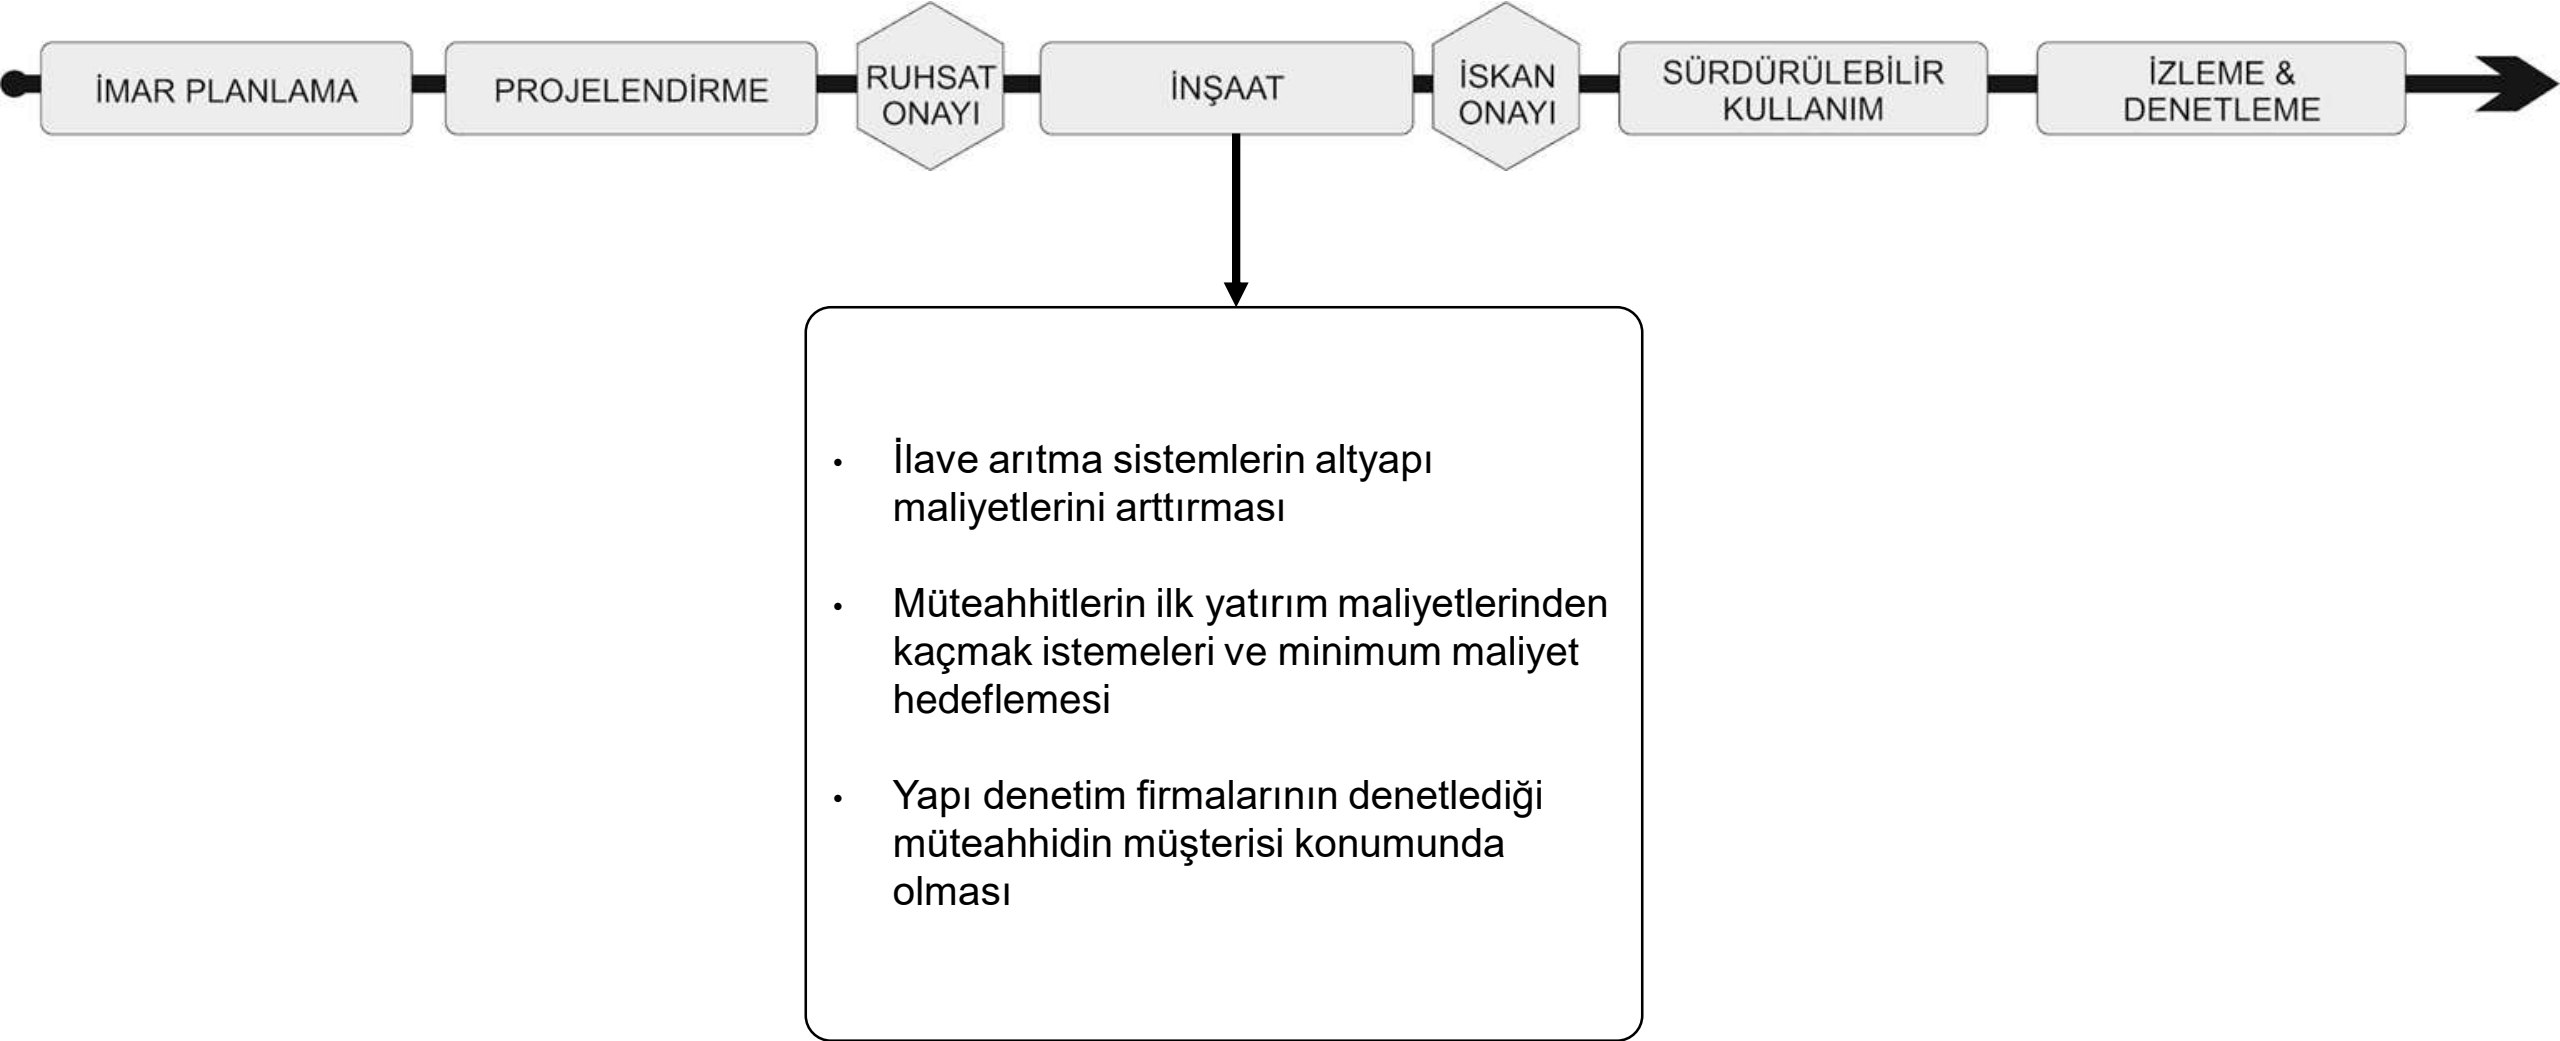 İMAR PLANLAMA
PROJELENDİRME
RUHSAT
ONAYI
İNŞAAT
İSKAN
ONAYI
SÜRDÜRÜLEBİLİR
KULLANIM
İZLEME &
DENETLEME
• İlave arıtma sistemlerin altyapı
maliyetlerini arttırması
• Müteahhitlerin ilk yatırım maliyetlerinden
kaçmak istemeleri ve minimum maliyet
hedeflemesi
• Yapı denetim firmalarının denetlediği
müteahhidin müşterisi konumunda
olması